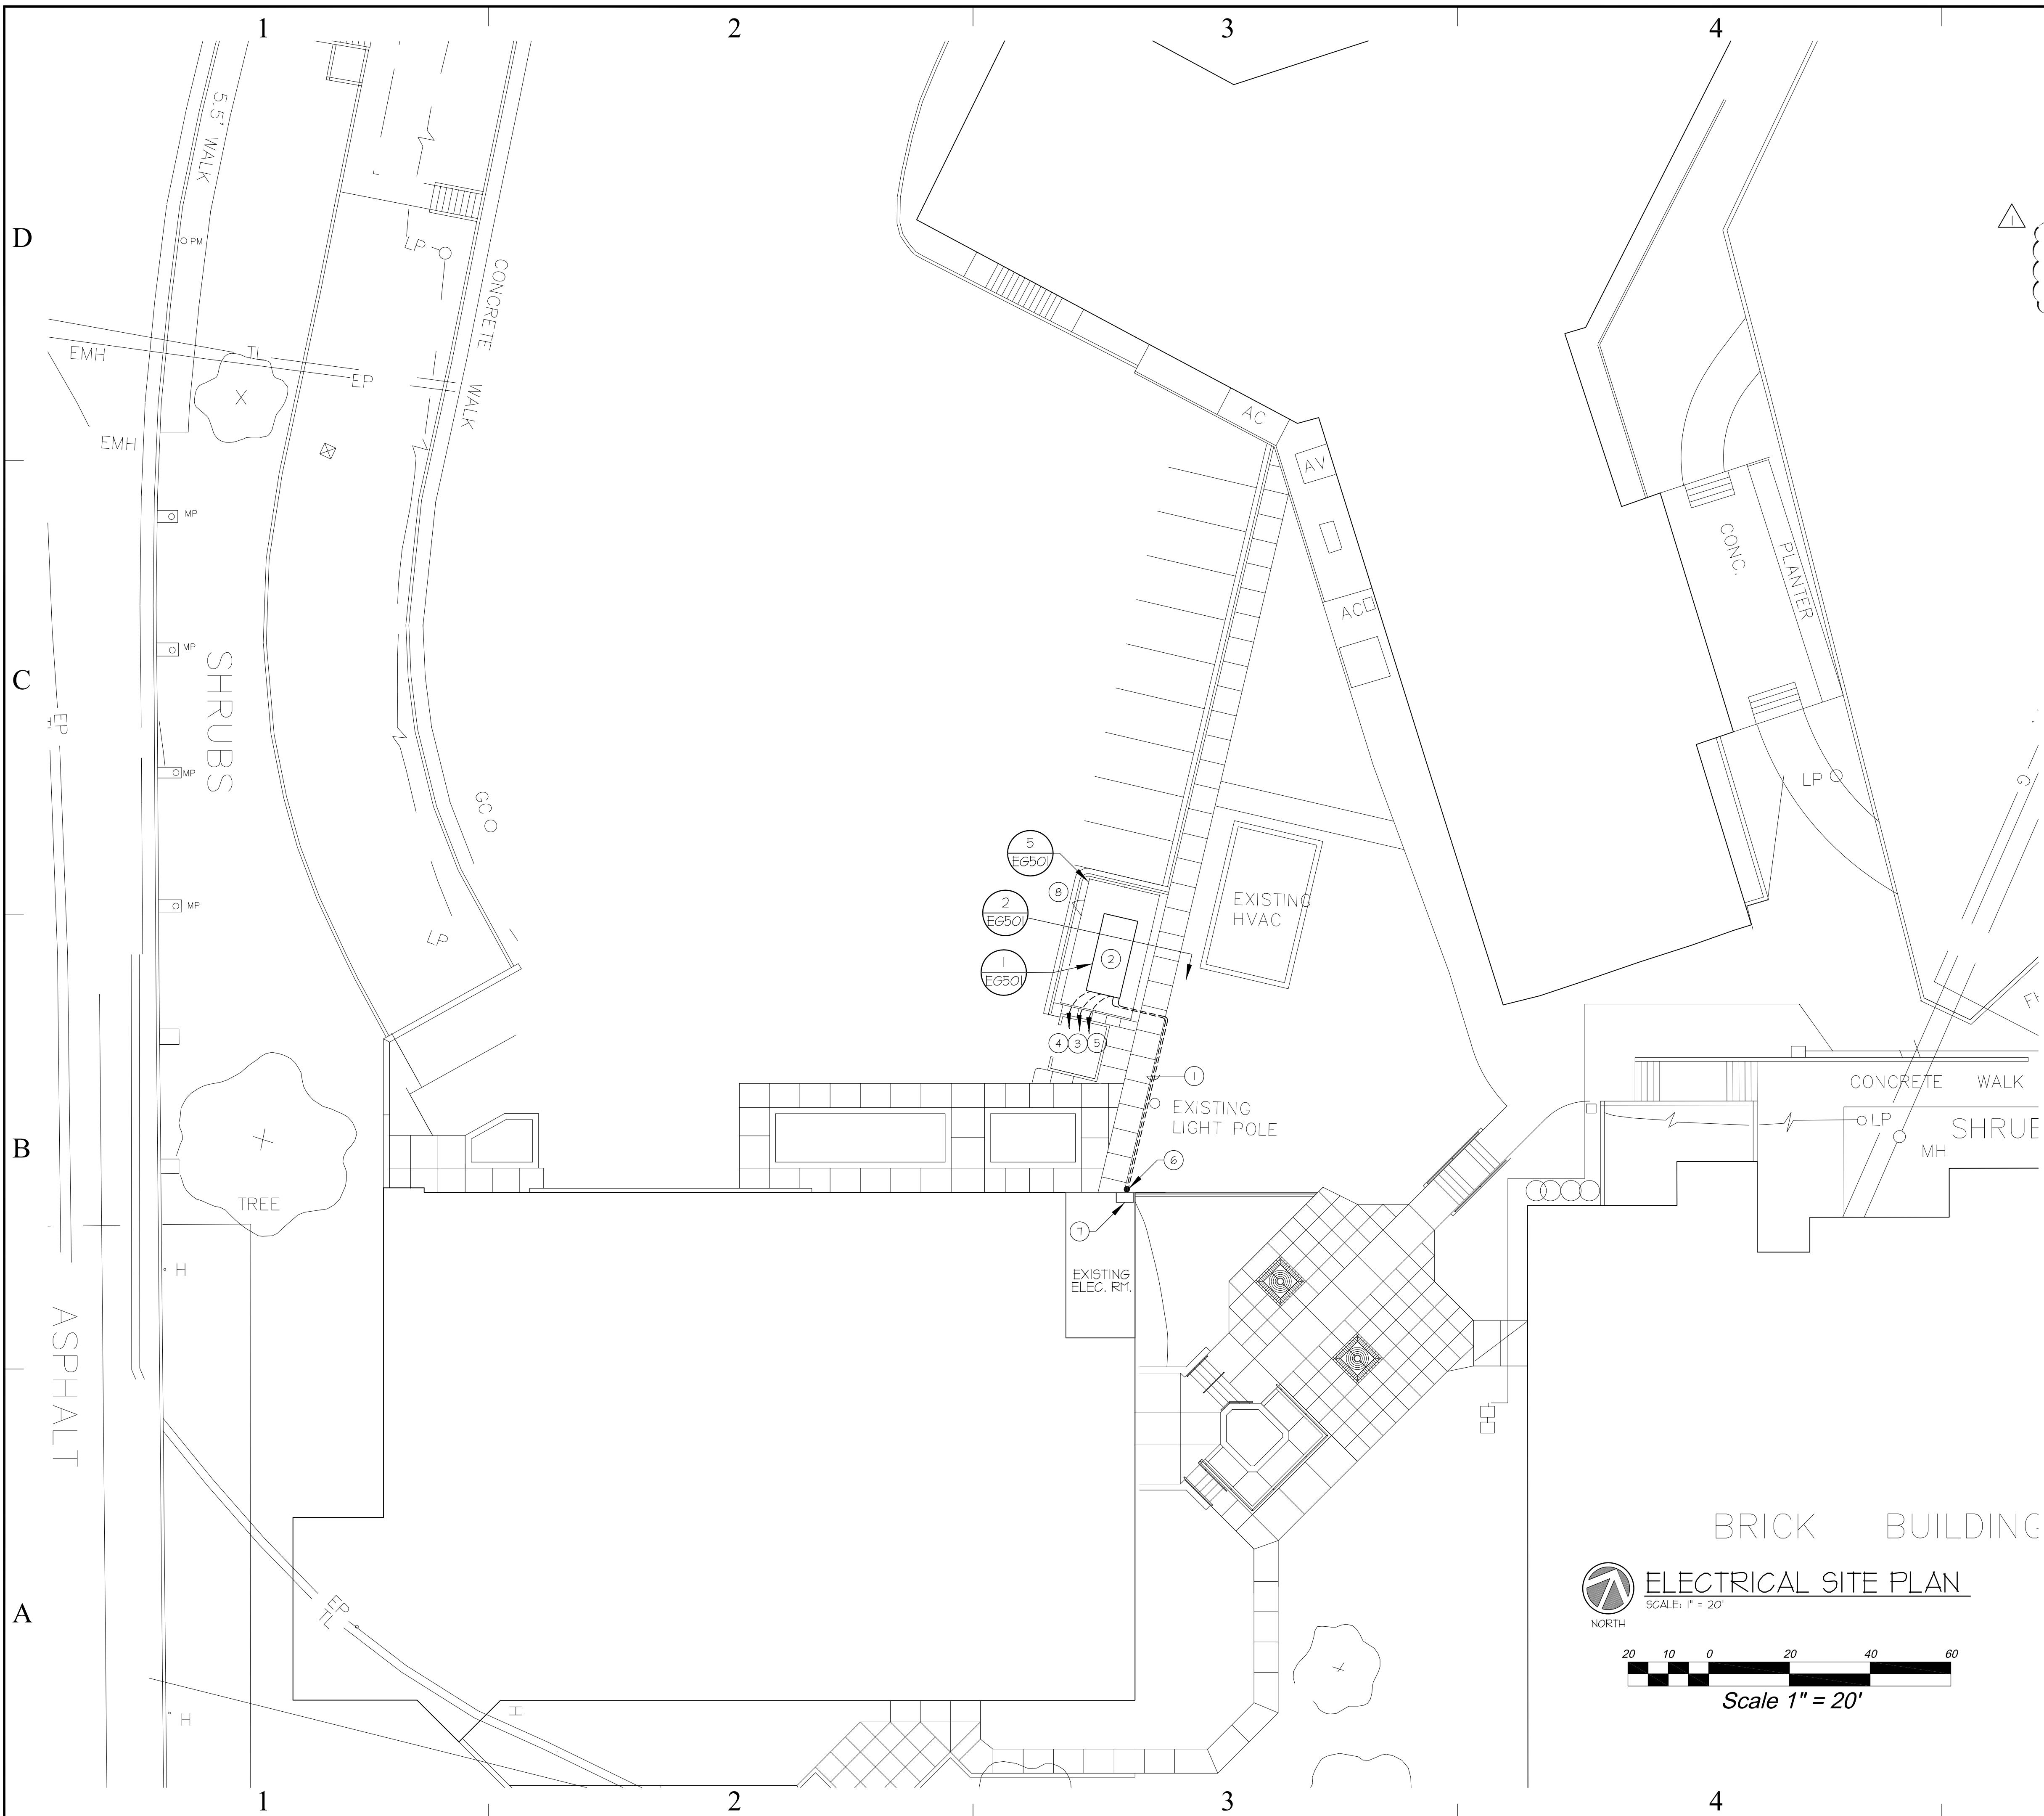 1
2
3
4
D
C
B
A
5.5' WALK
PM
LP
CONCRETE
WALK
EMH
TL
EP
X
EMH
MP
MP
MP
MP
EP
SHRUBS
GCO
LP
AC
AV
AC
CONC.
PLANTER
LP
G
1
5
EG501
8
2
EG501
1
EG501
2
EXISTING
HVAC
4
3
5
1
EXISTING
LIGHT POLE
6
7
EXISTING
ELEC. RM.
CONCRETE WALK
LP
MH
TREE
H
ASPHALT
EP
TL
H
H
BRICK BUILDING
ELECTRICAL SITE PLAN
SCALE: 1" = 20'
NORTH
20 10 0 20 40 60
Scale 1" = 20'
1
2
3
4